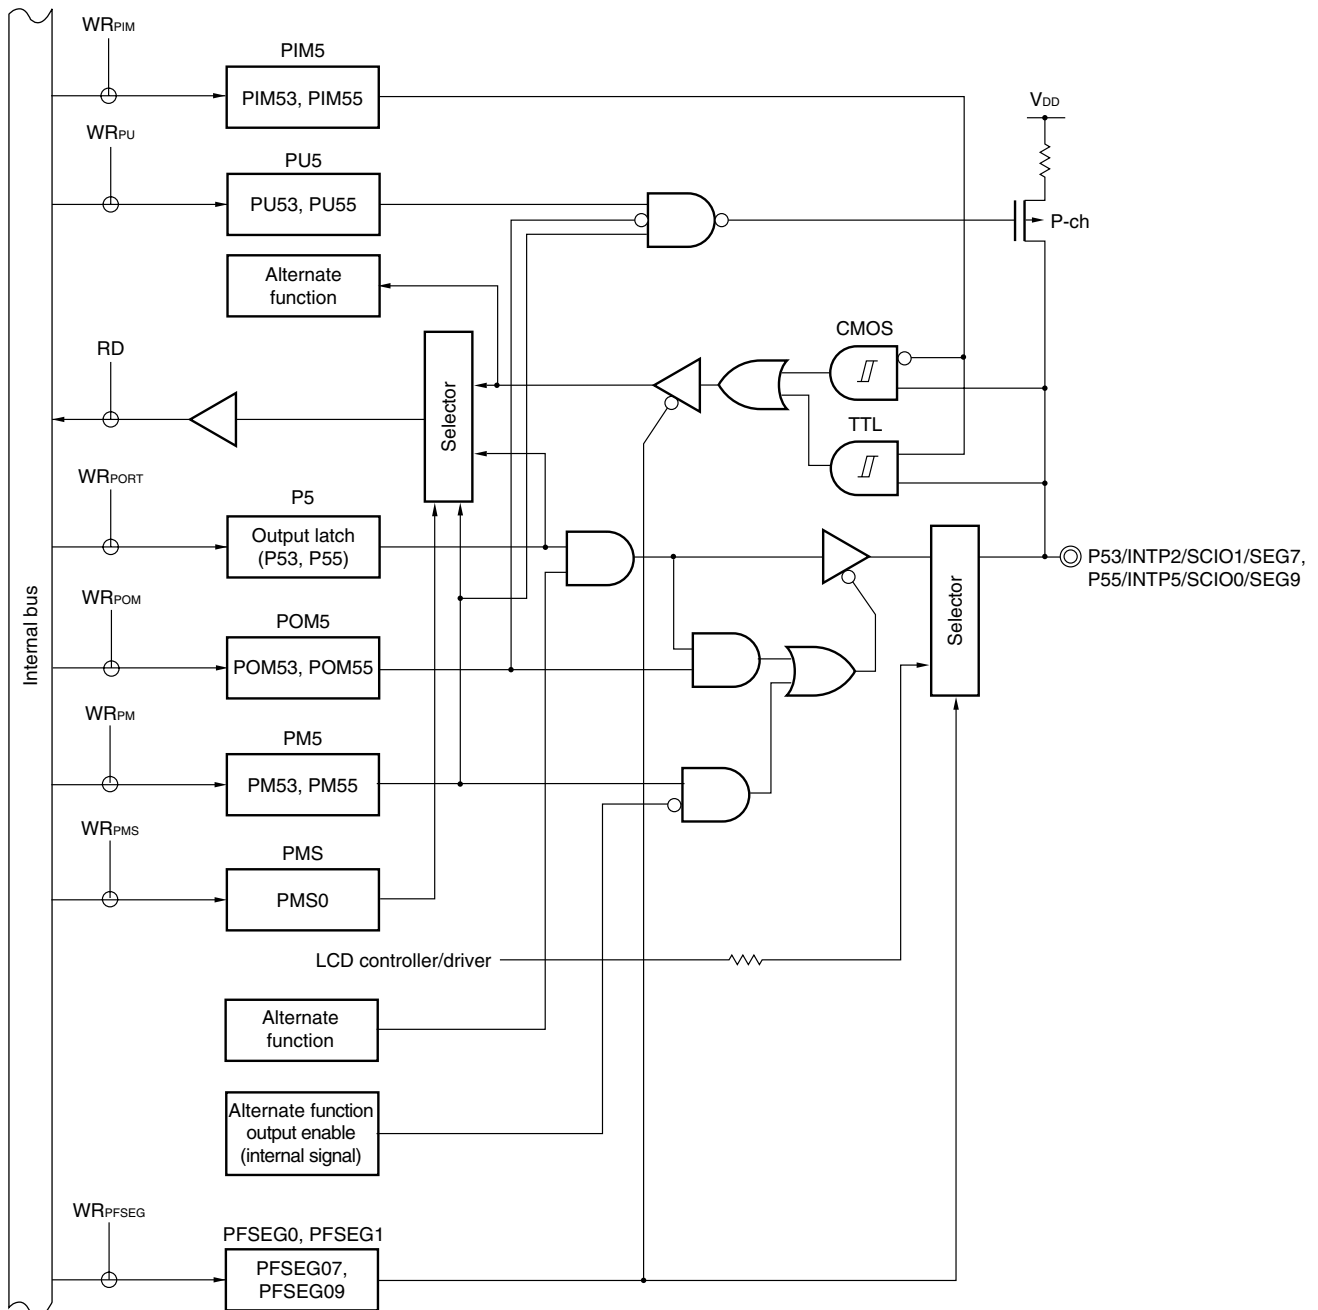 WRPIM
PIM5
PIM53, PIM55
VDD
WRPU
PU5
PU53, PU55
P-ch
Alternate
function
CMOS
RD
Selector
TTL
WRPORT
P5
Output latch
(P53, P55)
P53/INTP2/SCIO1/SEG7,
P55/INTP5/SCIO0/SEG9
Selector
Internal bus
WRPOM
POM5
POM53, POM55
WRPM
PM5
PM53, PM55
WRPMS
PMS
PMS0
LCD controller/driver
Alternate
function
Alternate function
output enable
(internal signal)
WRPFSEG
PFSEG0, PFSEG1
PFSEG07,
PFSEG09